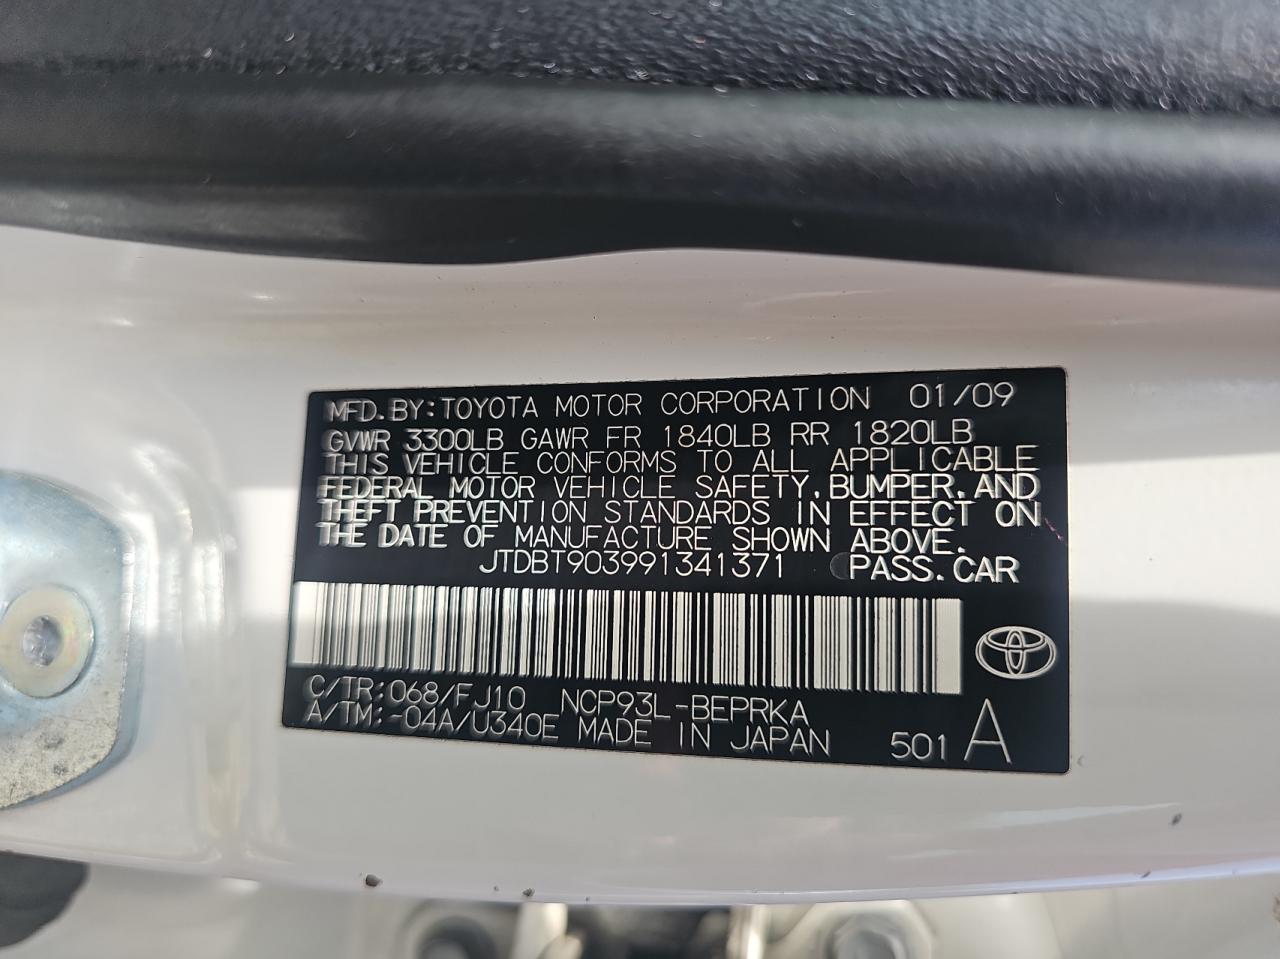 MFD. BY: TOYOTA MOTOR CORPORATION 01/09
GVWR 3300LB GAWR FR 1840LB RR 1820LB
THIS VEHICLE CONFORMS TO ALL APPLICABLE
FEDERAL MOTOR VEHICLE SAFETY, BUMPER, AND
THEFT PREVENTION STANDARDS IN EFFECT ON
THE DATE OF MANUFACTURE SHOWN ABOVE.
JTDBT903991341371 PASS. CAR
C/TR: 068/FJ10 NCP93L-BEPRKA
A/TM: -04A/U340E MADE IN JAPAN 501 A